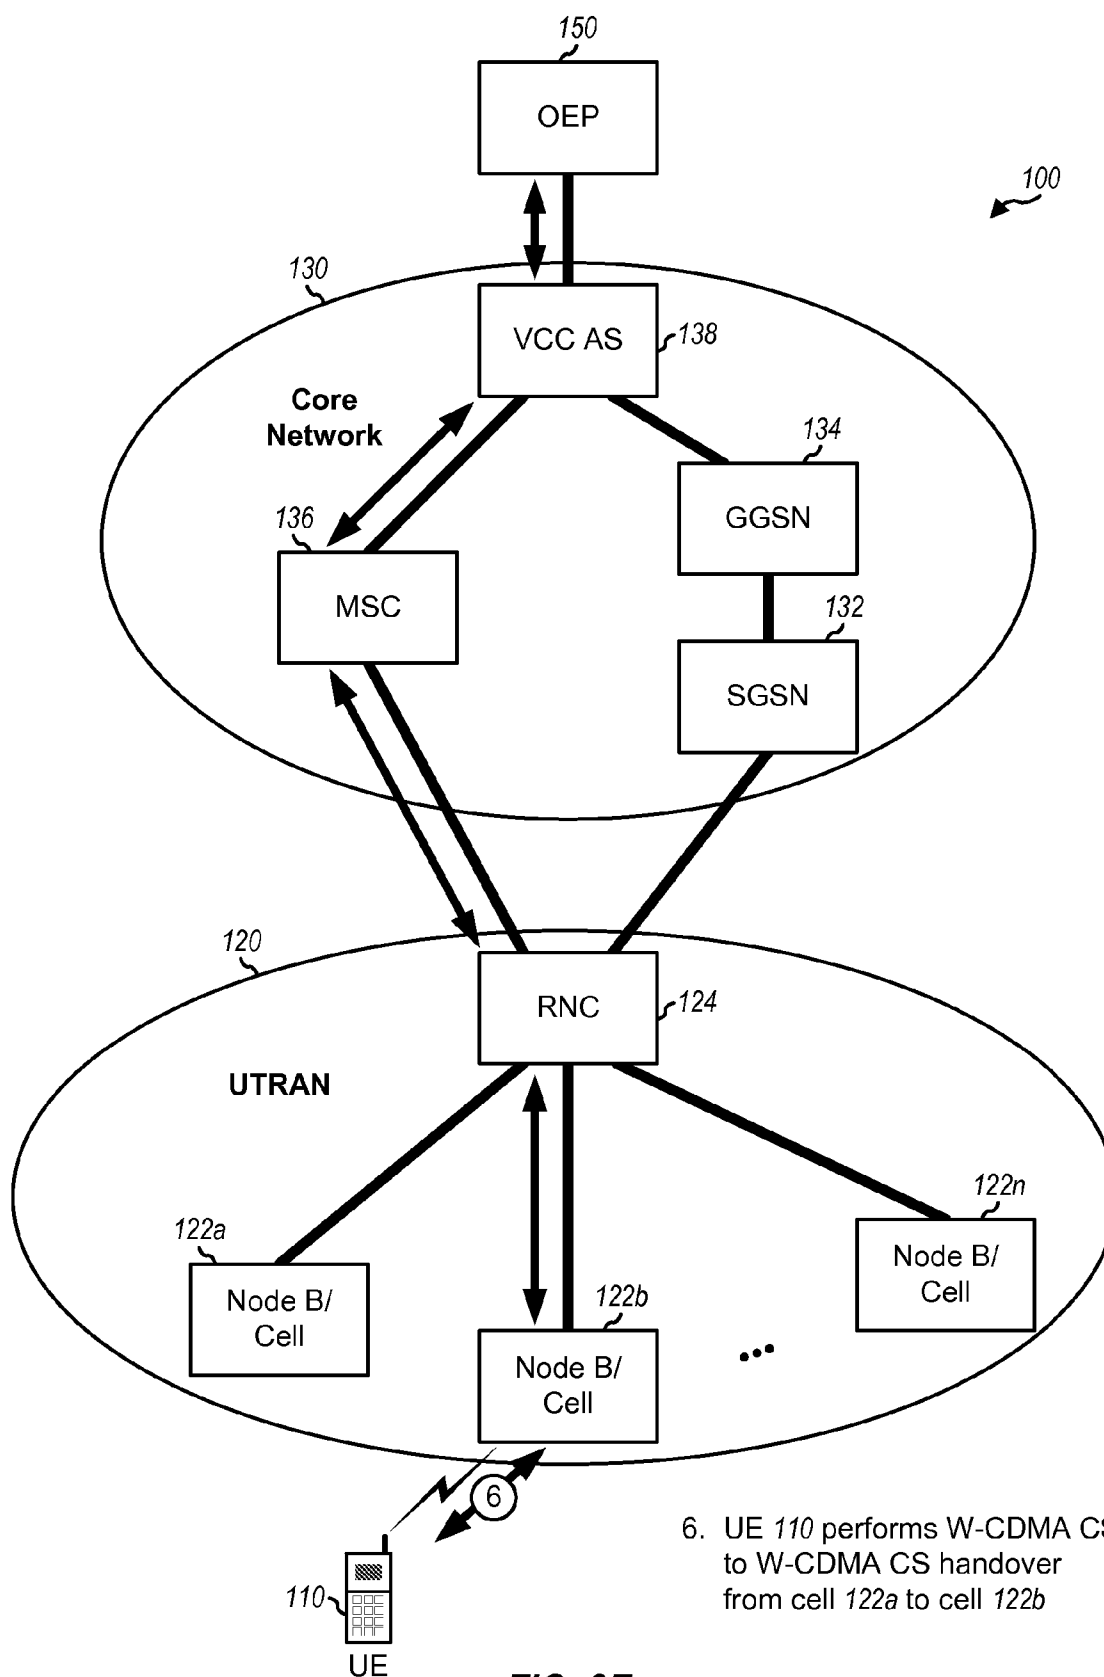 150
OEP
100
130
VCC AS
138
Core
Network
134
GGSN
136
MSC
132
SGSN
120
RNC
124
UTRAN
122n
Node B/
Cell
122a
Node B/
Cell
122b
Node B/
Cell
...
6
6. UE 110 performs W-CDMA CS
to W-CDMA CS handover
from cell 122a to cell 122b
110
UE